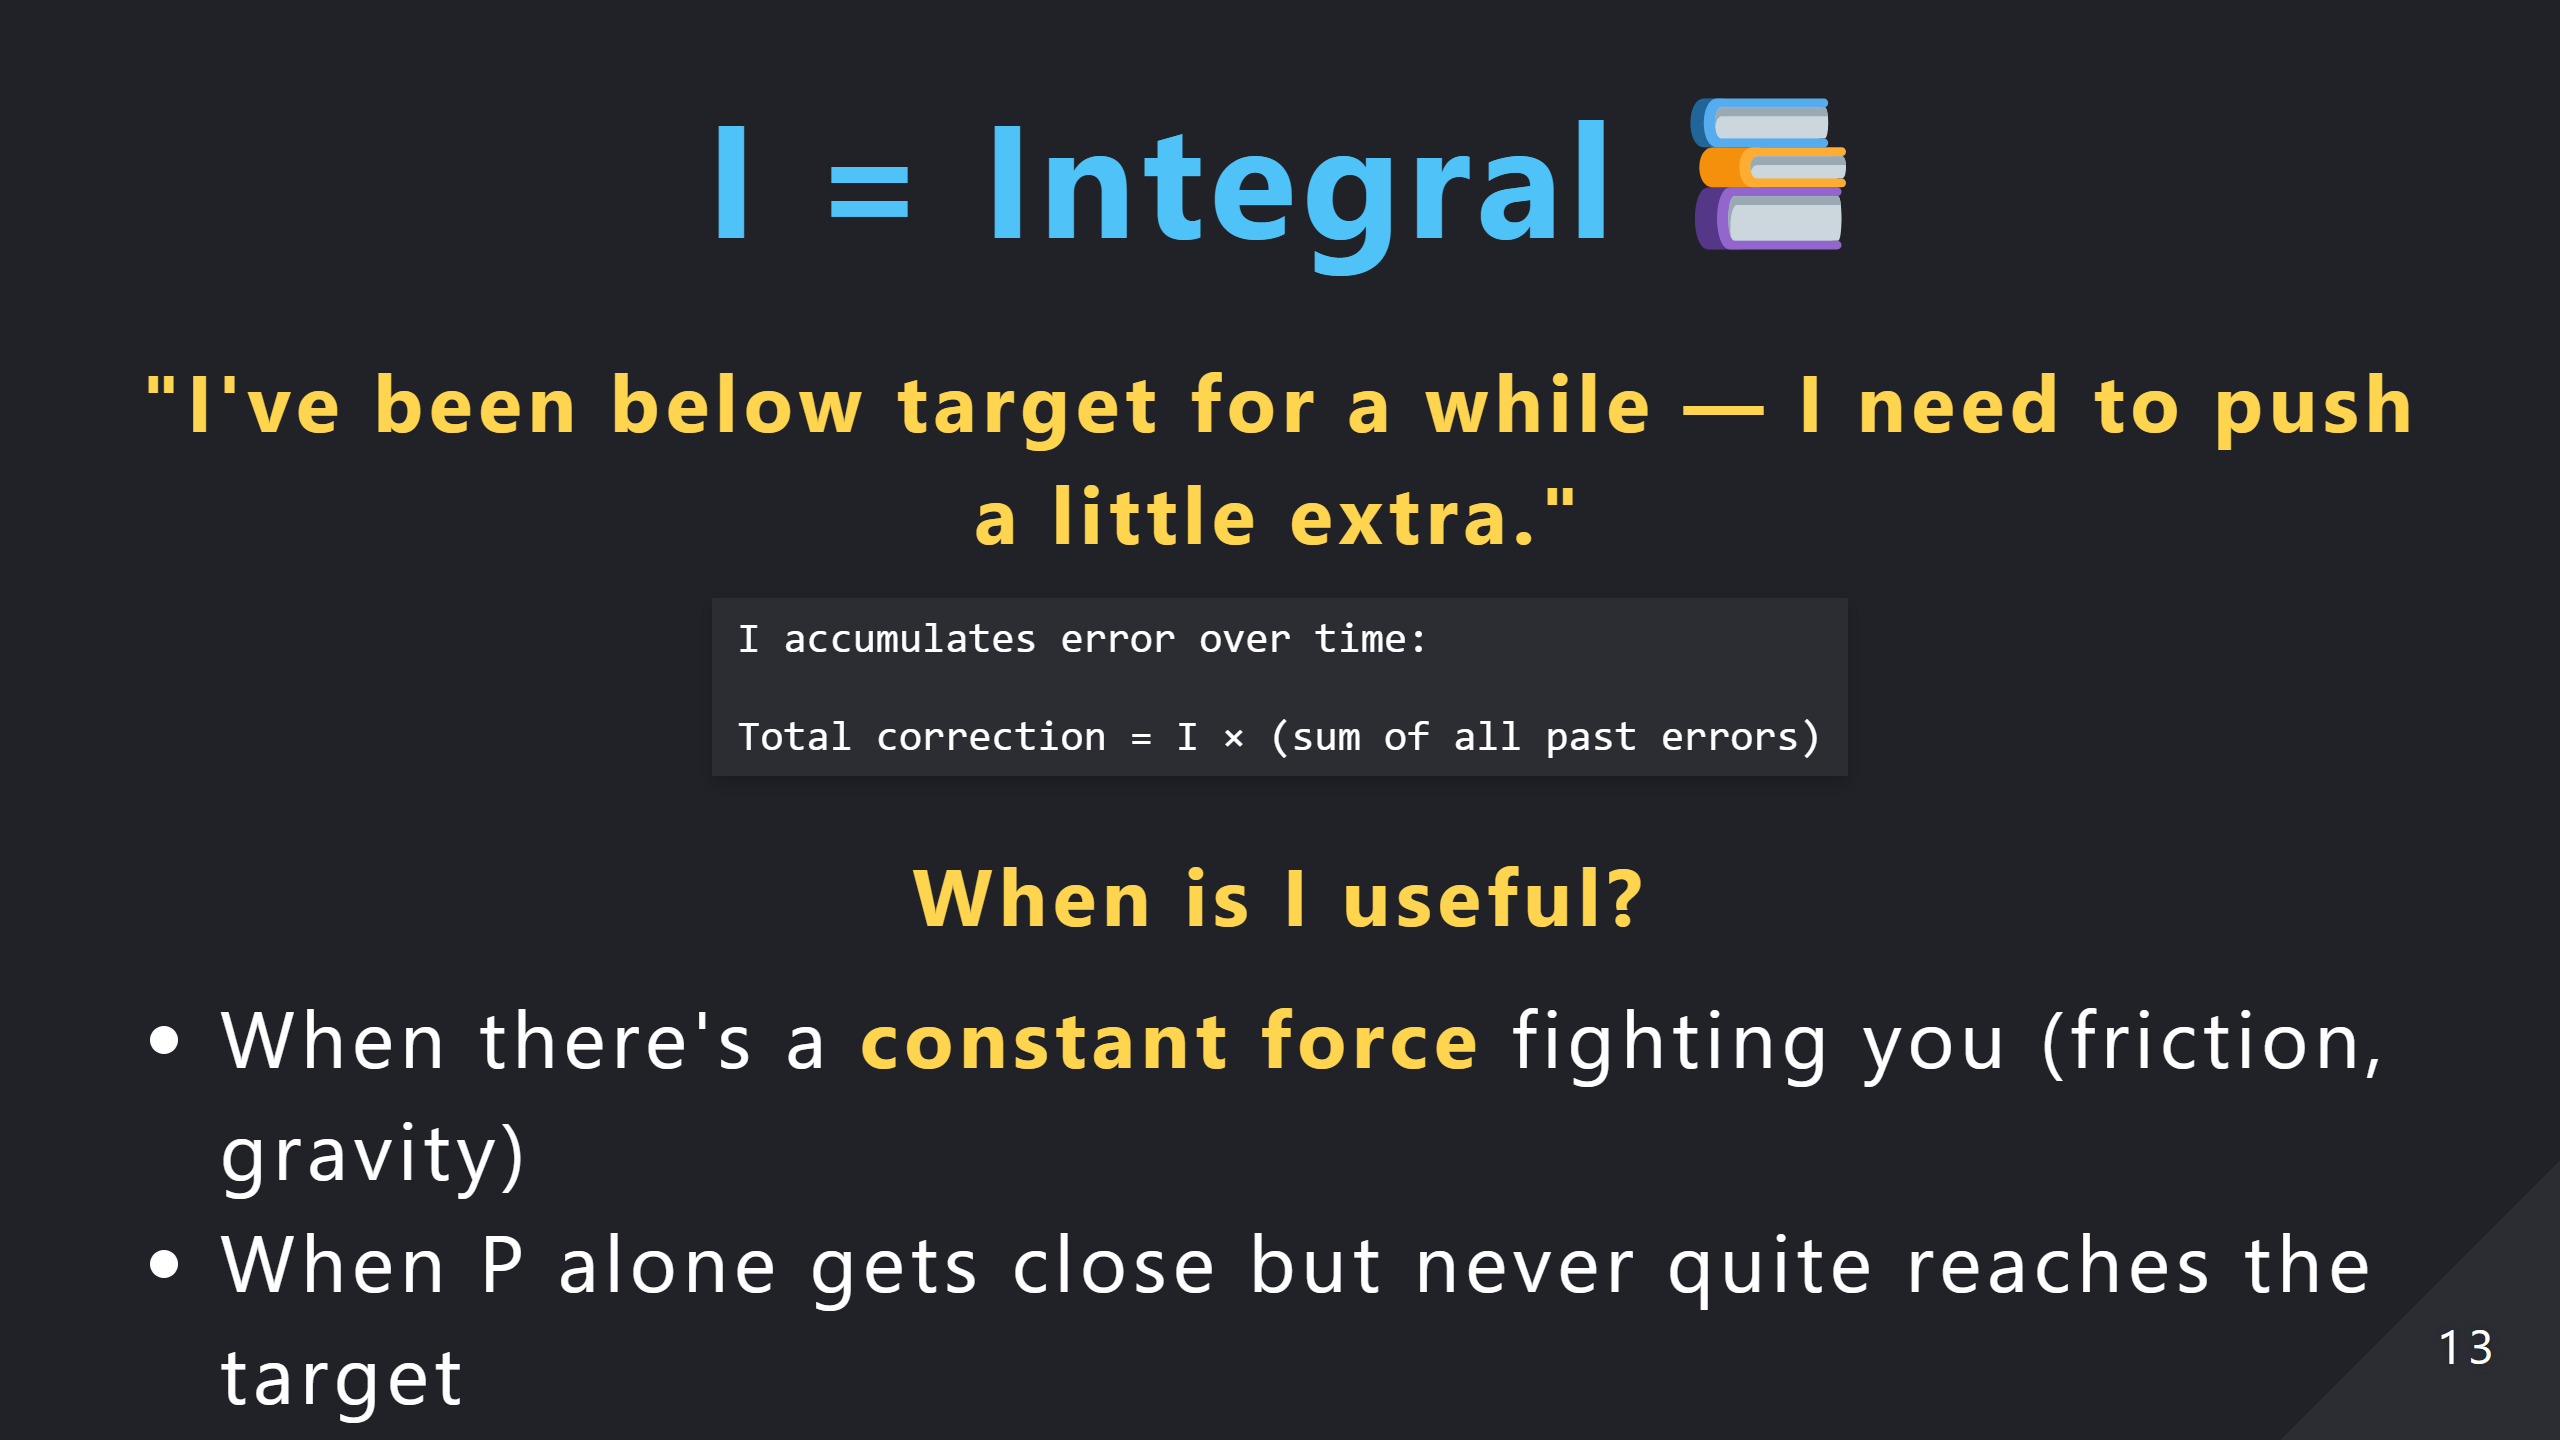 I = Integral
"I've been below target for a while — I need to push
a little extra."
I accumulates error over time:
Total correction = I × (sum of all past errors)
When is I useful?
• When there's a constant force fighting you (friction,
gravity)
• When P alone gets close but never quite reaches the
target
13